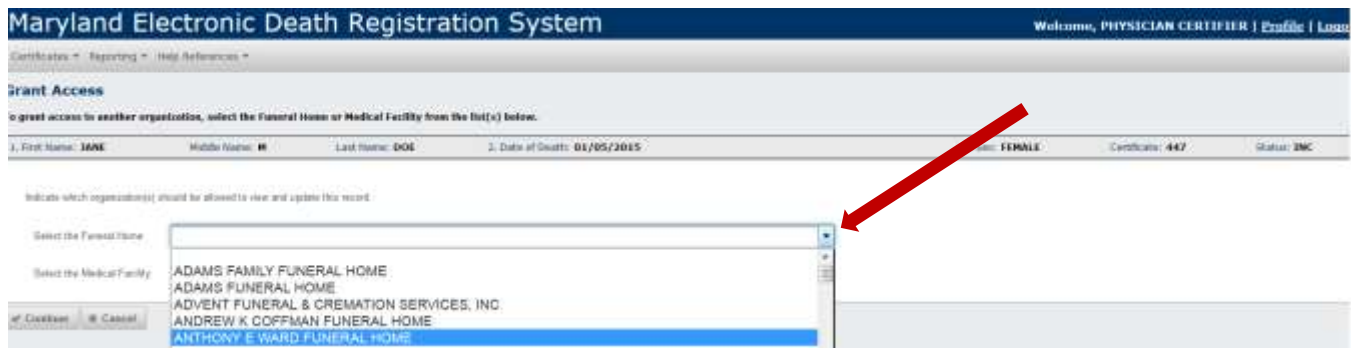 Maryland Electronic Death Registration System
Welcome, PHYSICIAN CERTIFIER | Profile | Logo
Certificates Reporting Help References
Grant Access
o grant access to another organization, select the Funeral Home or Medical Facility from the list(s) below.
1. First Name: JANE Middle Name: M Last Name: DOE 2. Date of Death: 01/05/2015 FEMALE Certificate: 447 Status: INC
Indicate which organization(s) should be allowed to view and update this record.
Select the Funeral Home
Select the Medical Facility
ADAMS FAMILY FUNERAL HOME
ADAMS FUNERAL HOME
ADVENT FUNERAL & CREMATION SERVICES, INC
ANDREW K COFFMAN FUNERAL HOME
ANTHONY E WARD FUNERAL HOME
Continue Cancel